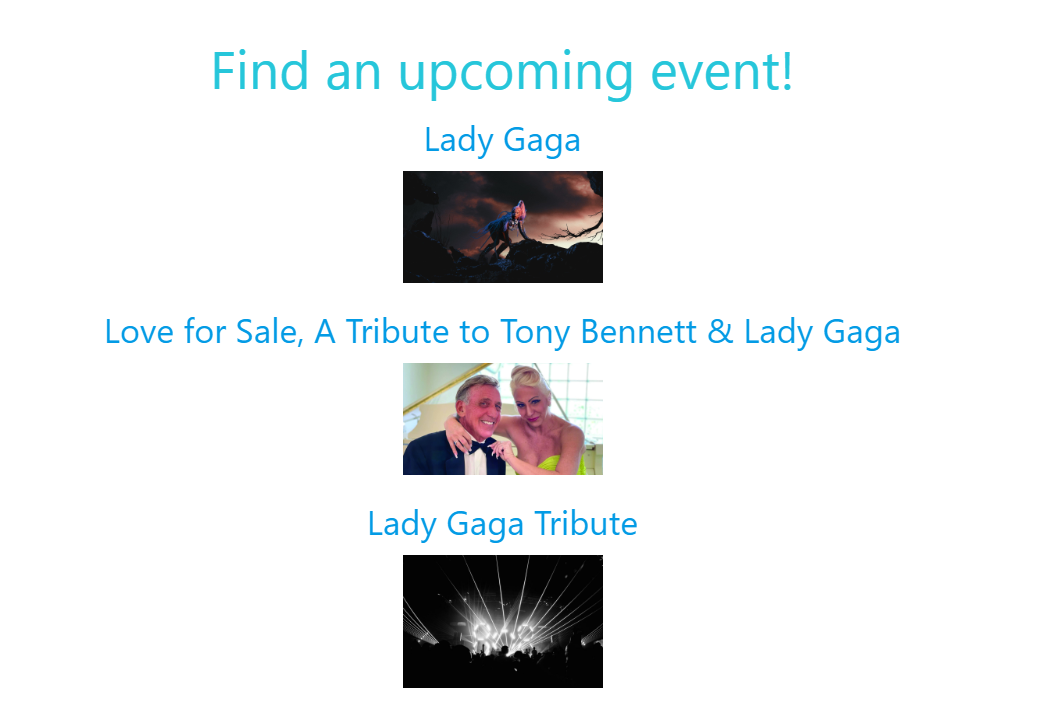 Find an upcoming event!
Lady Gaga
Love for Sale, A Tribute to Tony Bennett & Lady Gaga
Lady Gaga Tribute